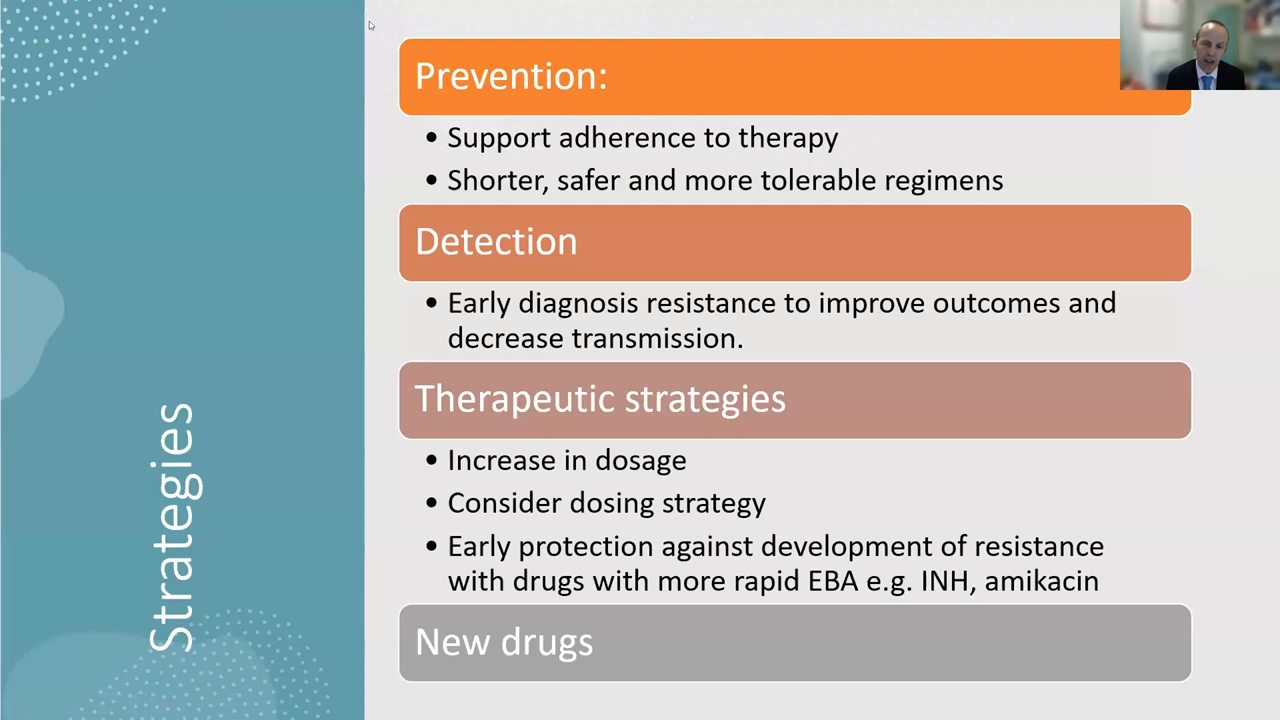 Strategies
Prevention:
• Support adherence to therapy
• Shorter, safer and more tolerable regimens
Detection
• Early diagnosis resistance to improve outcomes and
decrease transmission.
Therapeutic strategies
• Increase in dosage
• Consider dosing strategy
• Early protection against development of resistance
with drugs with more rapid EBA e.g. INH, amikacin
New drugs